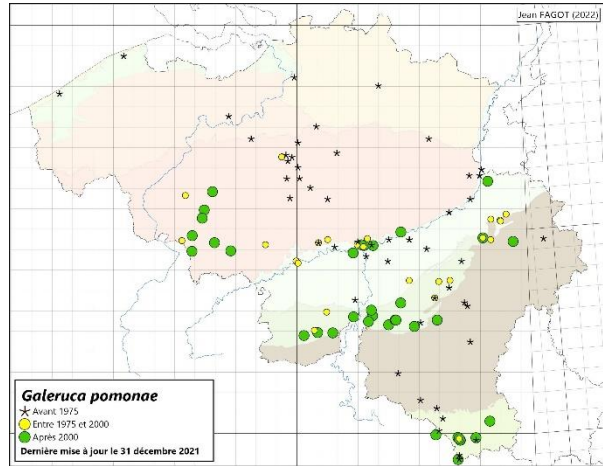 Jean FAGOT (2022)
Galeruca pomonae
Avant 1975
Entre 1975 et 2000
Après 2000
Dernière mise à jour le 31 décembre 2021